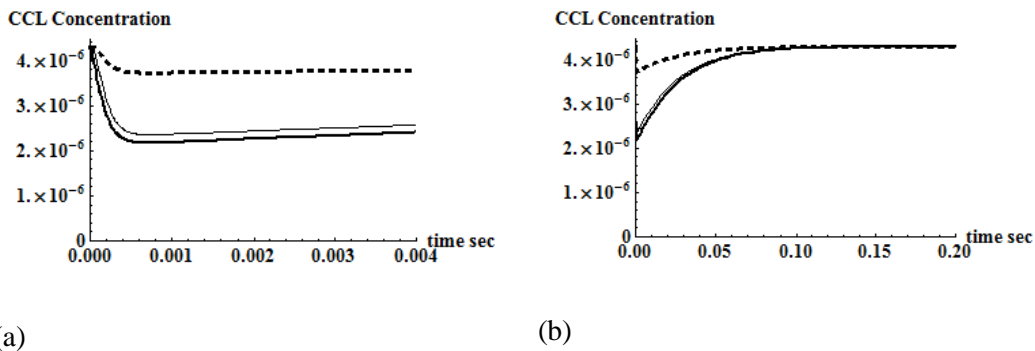 CCL Concentration
4.×10⁻⁶
3.×10⁻⁶
2.×10⁻⁶
1.×10⁻⁶
0
0.000 0.001 0.002 0.003 0.004
time sec
(a)
CCL Concentration
4.×10⁻⁶
3.×10⁻⁶
2.×10⁻⁶
1.×10⁻⁶
0
0.00 0.05 0.10 0.15 0.20
time sec
(b)